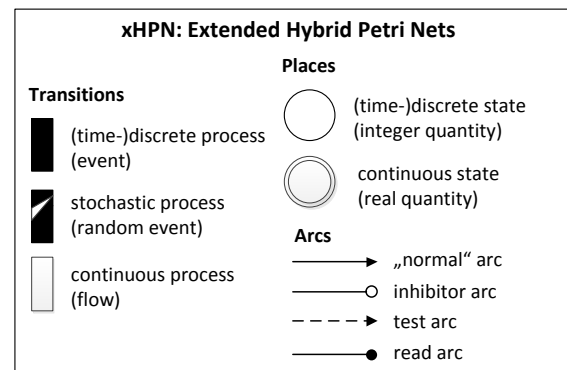 xHPN: Extended Hybrid Petri Nets
Transitions
(time-)discrete process
(event)
stochastic process
(random event)
continuous process
(flow)
Places
(time-)discrete state
(integer quantity)
continuous state
(real quantity)
Arcs
„normal“ arc
inhibitor arc
test arc
read arc